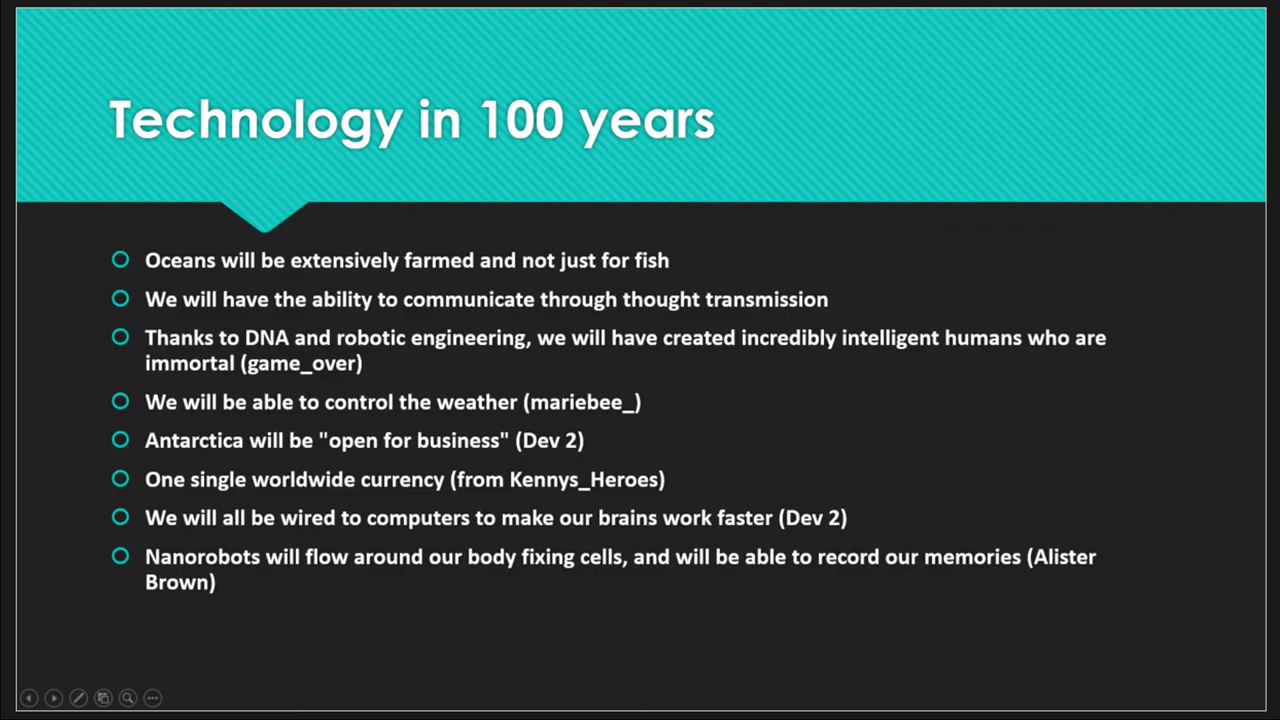 Technology in 100 years
Oceans will be extensively farmed and not just for fish
We will have the ability to communicate through thought transmission
Thanks to DNA and robotic engineering, we will have created incredibly intelligent humans who are
immortal (game_over)
We will be able to control the weather (mariebee_)
Antarctica will be "open for business" (Dev 2)
One single worldwide currency (from Kennys_Heroes)
We will all be wired to computers to make our brains work faster (Dev 2)
Nanorobots will flow around our body fixing cells, and will be able to record our memories (Alister
Brown)